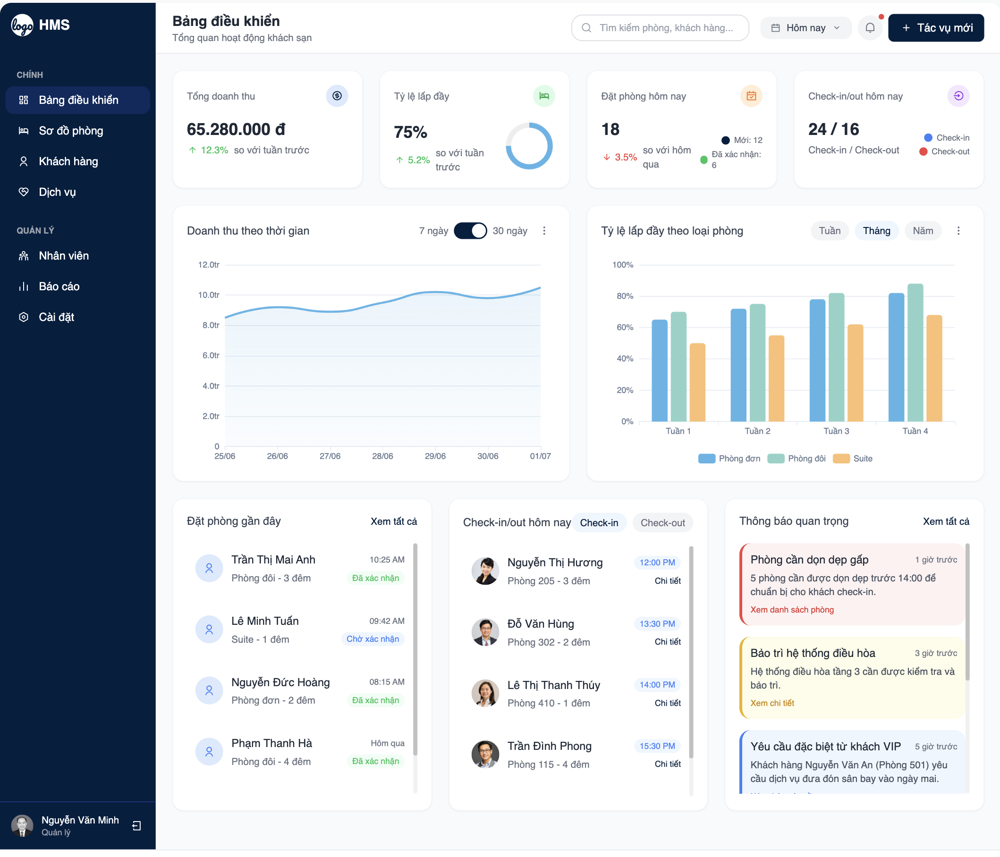 logo HMS
CHÍNH
Bảng điều khiển
Sơ đồ phòng
Khách hàng
Dịch vụ
QUẢN LÝ
Nhân viên
Báo cáo
Cài đặt
Nguyễn Văn Minh
Quản lý
Bảng điều khiển
Tổng quan hoạt động khách sạn
Tìm kiếm phòng, khách hàng...
Hôm nay
+ Tác vụ mới
Tổng doanh thu
65.280.000 đ
↑ 12.3% so với tuần trước
Tỷ lệ lấp đầy
75%
↑ 5.2% so với tuần
trước
Đặt phòng hôm nay
18
↓ 3.5% so với hôm
qua
Mới: 12
Đã xác nhận:
6
Check-in/out hôm nay
24 / 16
Check-in / Check-out
Check-in
Check-out
Doanh thu theo thời gian
7 ngày 30 ngày
12.0tr
10.0tr
8.0tr
6.0tr
4.0tr
2.0tr
0
25/06 26/06 27/06 28/06 29/06 30/06 01/07
Tỷ lệ lấp đầy theo loại phòng
Tuần Tháng Năm
100%
80%
60%
40%
20%
0%
Tuần 1 Tuần 2 Tuần 3 Tuần 4
Phòng đơn Phòng đôi Suite
Đặt phòng gần đây Xem tất cả
Trần Thị Mai Anh 10:25 AM
Phòng đôi - 3 đêm Đã xác nhận
Lê Minh Tuấn 09:42 AM
Suite - 1 đêm Chờ xác nhận
Nguyễn Đức Hoàng 08:15 AM
Phòng đơn - 2 đêm Đã xác nhận
Phạm Thanh Hà Hôm qua
Phòng đôi - 4 đêm Đã xác nhận
Check-in/out hôm nay Check-in Check-out
Nguyễn Thị Hương 12:00 PM
Phòng 205 - 3 đêm Chi tiết
Đỗ Văn Hùng 13:30 PM
Phòng 302 - 2 đêm Chi tiết
Lê Thị Thanh Thúy 14:00 PM
Phòng 410 - 1 đêm Chi tiết
Trần Đình Phong 15:30 PM
Phòng 115 - 4 đêm Chi tiết
Thông báo quan trọng Xem tất cả
Phòng cần dọn dẹp gấp 1 giờ trước
5 phòng cần được dọn dẹp trước 14:00 để
chuẩn bị cho khách check-in.
Xem danh sách phòng
Bảo trì hệ thống điều hòa 3 giờ trước
Hệ thống điều hòa tầng 3 cần được kiểm tra và
bảo trì.
Xem chi tiết
Yêu cầu đặc biệt từ khách VIP 5 giờ trước
Khách hàng Nguyễn Văn An (Phòng 501) yêu
cầu dịch vụ đưa đón sân bay vào ngày mai.